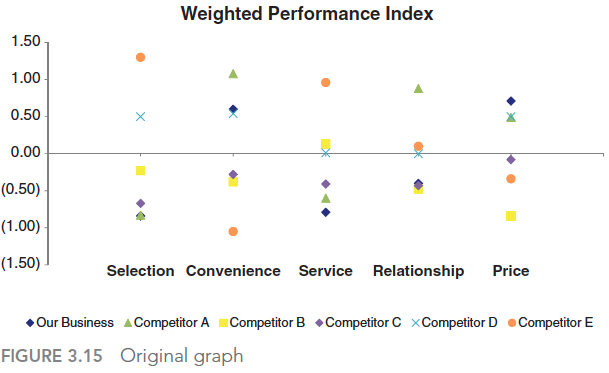 Weighted Performance Index
1.50
1.00
0.50
0.00
(0.50)
(1.00)
(1.50)
Selection Convenience Service Relationship Price
Our Business Competitor A Competitor B Competitor C Competitor D Competitor E
FIGURE 3.15 Original graph